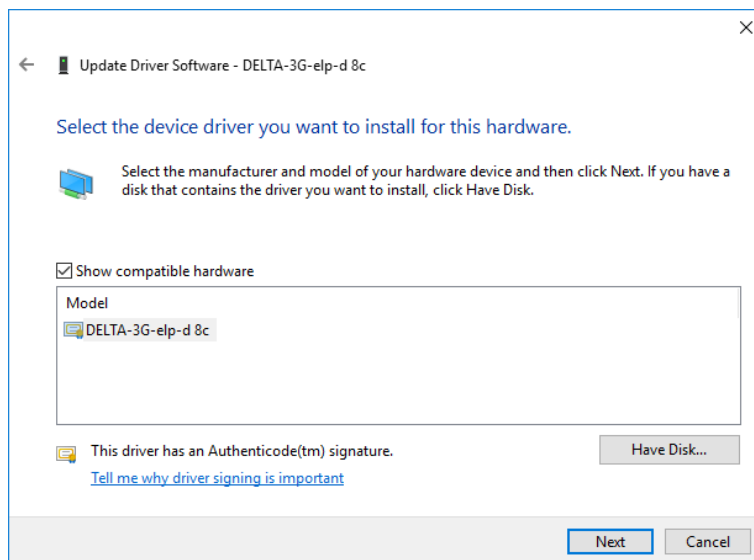 Update Driver Software - DELTA-3G-elp-d 8c
Select the device driver you want to install for this hardware.
Select the manufacturer and model of your hardware device and then click Next. If you have a
disk that contains the driver you want to install, click Have Disk.
Show compatible hardware
Model
DELTA-3G-elp-d 8c
This driver has an Authenticode(tm) signature.
Have Disk...
Tell me why driver signing is important
Next
Cancel